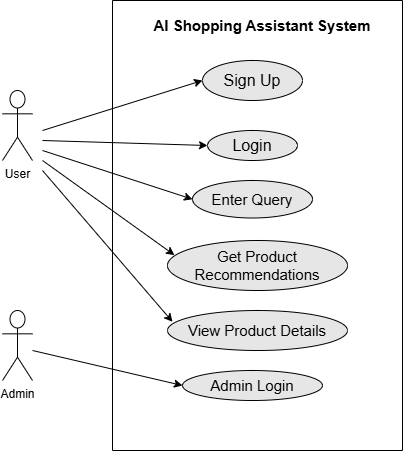 AI Shopping Assistant System
Sign Up
Login
User
Enter Query
Get Product
Recommendations
View Product Details
Admin Login
Admin